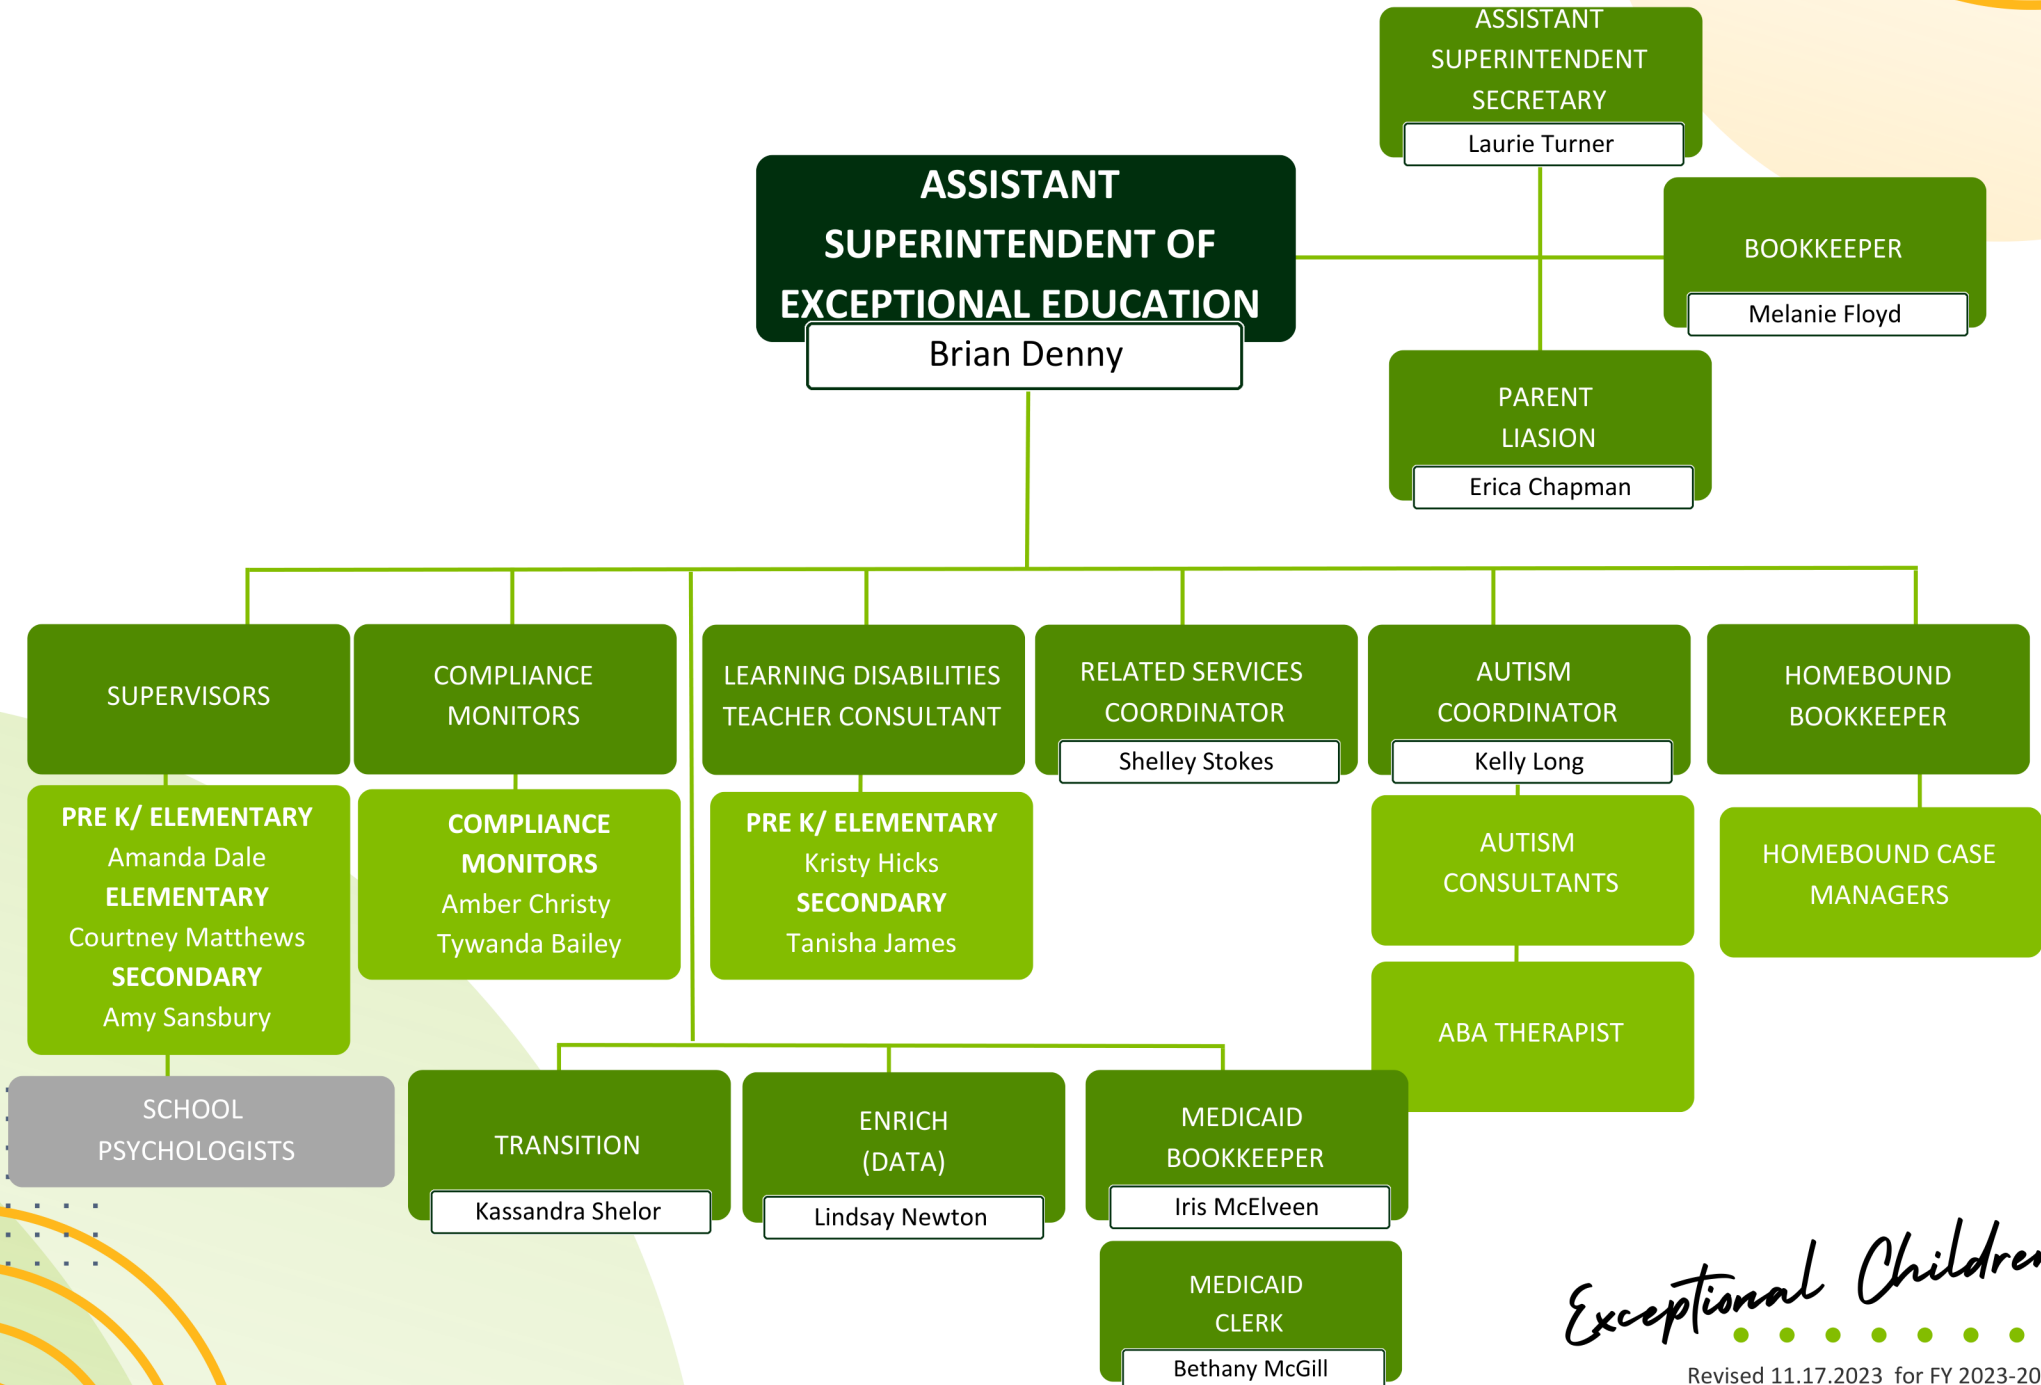 ASSISTANT
SUPERINTENDENT
SECRETARY
Laurie Turner
ASSISTANT
SUPERINTENDENT OF
EXCEPTIONAL EDUCATION
Brian Denny
BOOKKEEPER
Melanie Floyd
PARENT
LIASION
Erica Chapman
SUPERVISORS
PRE K/ ELEMENTARY
Amanda Dale
ELEMENTARY
Courtney Matthews
SECONDARY
Amy Sansbury
SCHOOL
PSYCHOLOGISTS
COMPLIANCE
MONITORS
COMPLIANCE
MONITORS
Amber Christy
Tywanda Bailey
LEARNING DISABILITIES
TEACHER CONSULTANT
PRE K/ ELEMENTARY
Kristy Hicks
SECONDARY
Tanisha James
RELATED SERVICES
COORDINATOR
Shelley Stokes
AUTISM
COORDINATOR
Kelly Long
AUTISM
CONSULTANTS
ABA THERAPIST
HOMEBOUND
BOOKKEEPER
HOMEBOUND CASE
MANAGERS
TRANSITION
Kassandra Shelor
ENRICH
(DATA)
Lindsay Newton
MEDICAID
BOOKKEEPER
Iris McElveen
MEDICAID
CLERK
Bethany McGill
Exceptional Children
Revised 11.17.2023 for FY 2023-20